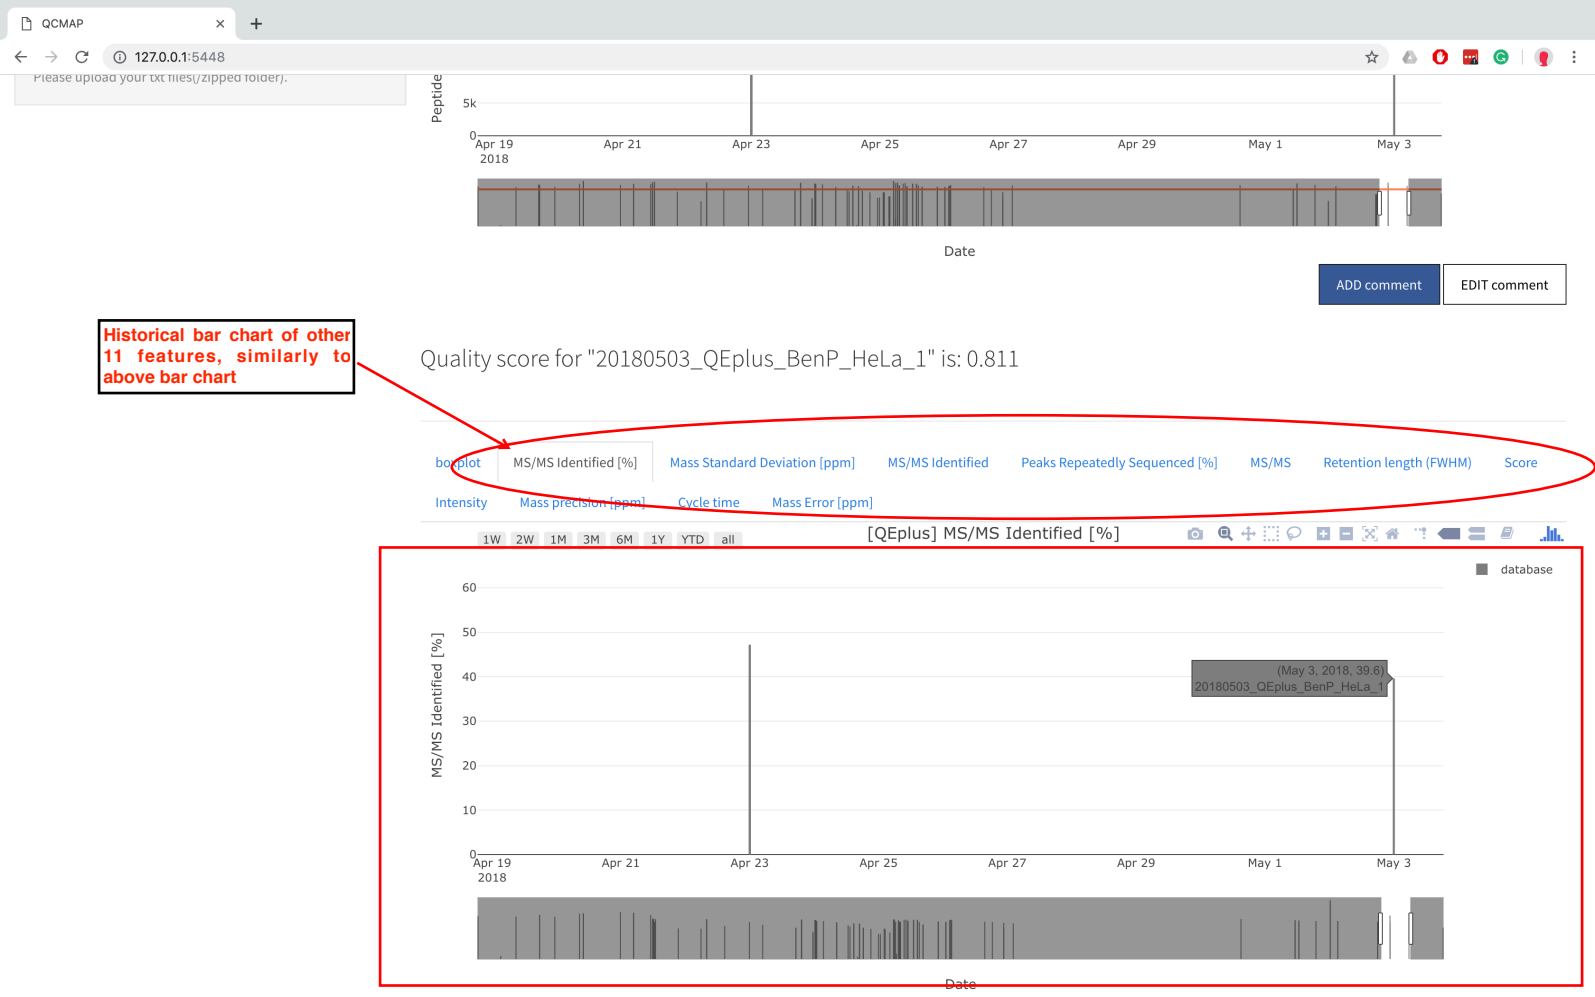 QCMAP
127.0.0.1:5448
Please upload your txt files(/zipped folder).
Peptide
5k
0
Apr 19 Apr 21 Apr 23 Apr 25 Apr 27 Apr 29 May 1 May 3
2018
Date
ADD comment EDIT comment
Historical bar chart of other
11 features, similarly to
above bar chart
Quality score for "20180503_QEplus_BenP_HeLa_1" is: 0.811
boxplot MS/MS Identified [%] Mass Standard Deviation [ppm] MS/MS Identified Peaks Repeatedly Sequenced [%] MS/MS Retention length (FWHM) Score
Intensity Mass precision [ppm] Cycle time Mass Error [ppm]
1W 2W 1M 3M 6M 1Y YTD all
[QEplus] MS/MS Identified [%]
database
MS/MS Identified [%]
60
50
40
30
20
10
0
(May 3, 2018, 39.6)
20180503_QEplus_BenP_HeLa_1
Apr 19 Apr 21 Apr 23 Apr 25 Apr 27 Apr 29 May 1 May 3
2018
Date